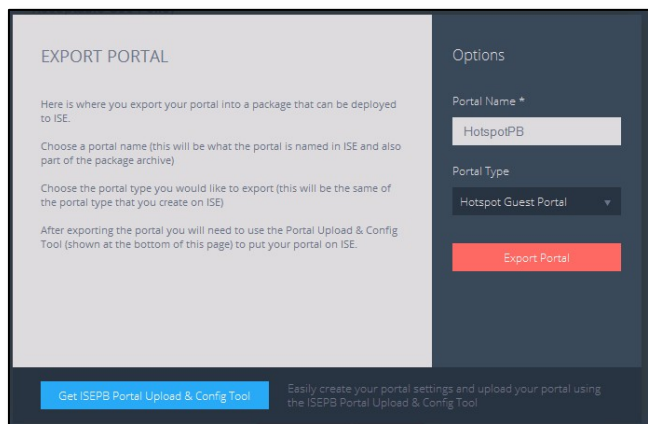 EXPORT PORTAL
Here is where you export your portal into a package that can be deployed
to ISE.
Choose a portal name (this will be what the portal is named in ISE and also
part of the package archive)
Choose the portal type you would like to export (this will be the same of
the portal type that you create on ISE)
After exporting the portal you will need to use the Portal Upload & Config
Tool (shown at the bottom of this page) to put your portal on ISE.
Options
Portal Name *
HotspotPB
Portal Type
Hotspot Guest Portal
Export Portal
Get ISEPB Portal Upload & Config Tool
Easily create your portal settings and upload your portal using
the ISEPB Portal Upload & Config Tool